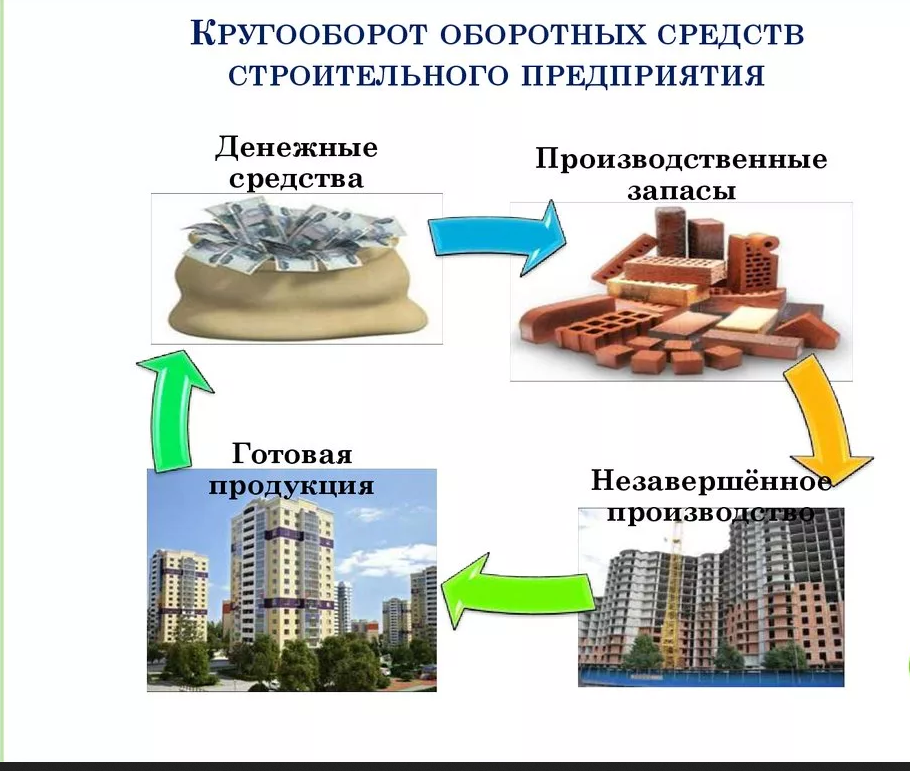 Кругооборот оборотных средств
строительного предприятия
Денежные
средства
Производственные
запасы
Готовая
продукция
Незавершённое
производство